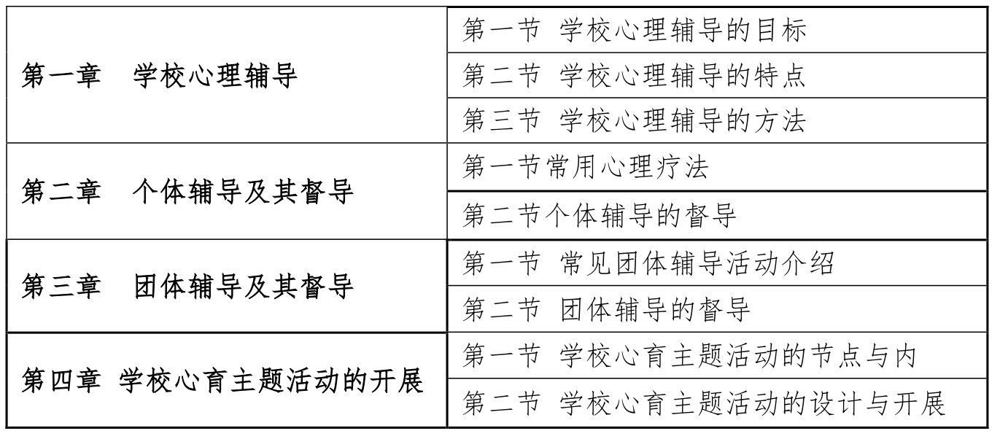 第一章 学校心理辅导
第一节 学校心理辅导的目标
第二节 学校心理辅导的特点
第三节 学校心理辅导的方法
第二章 个体辅导及其督导
第一节常用心理疗法
第二节个体辅导的督导
第三章 团体辅导及其督导
第一节 常见团体辅导活动介绍
第二节 团体辅导的督导
第四章 学校心育主题活动的开展
第一节 学校心育主题活动的节点与内
第二节 学校心育主题活动的设计与开展